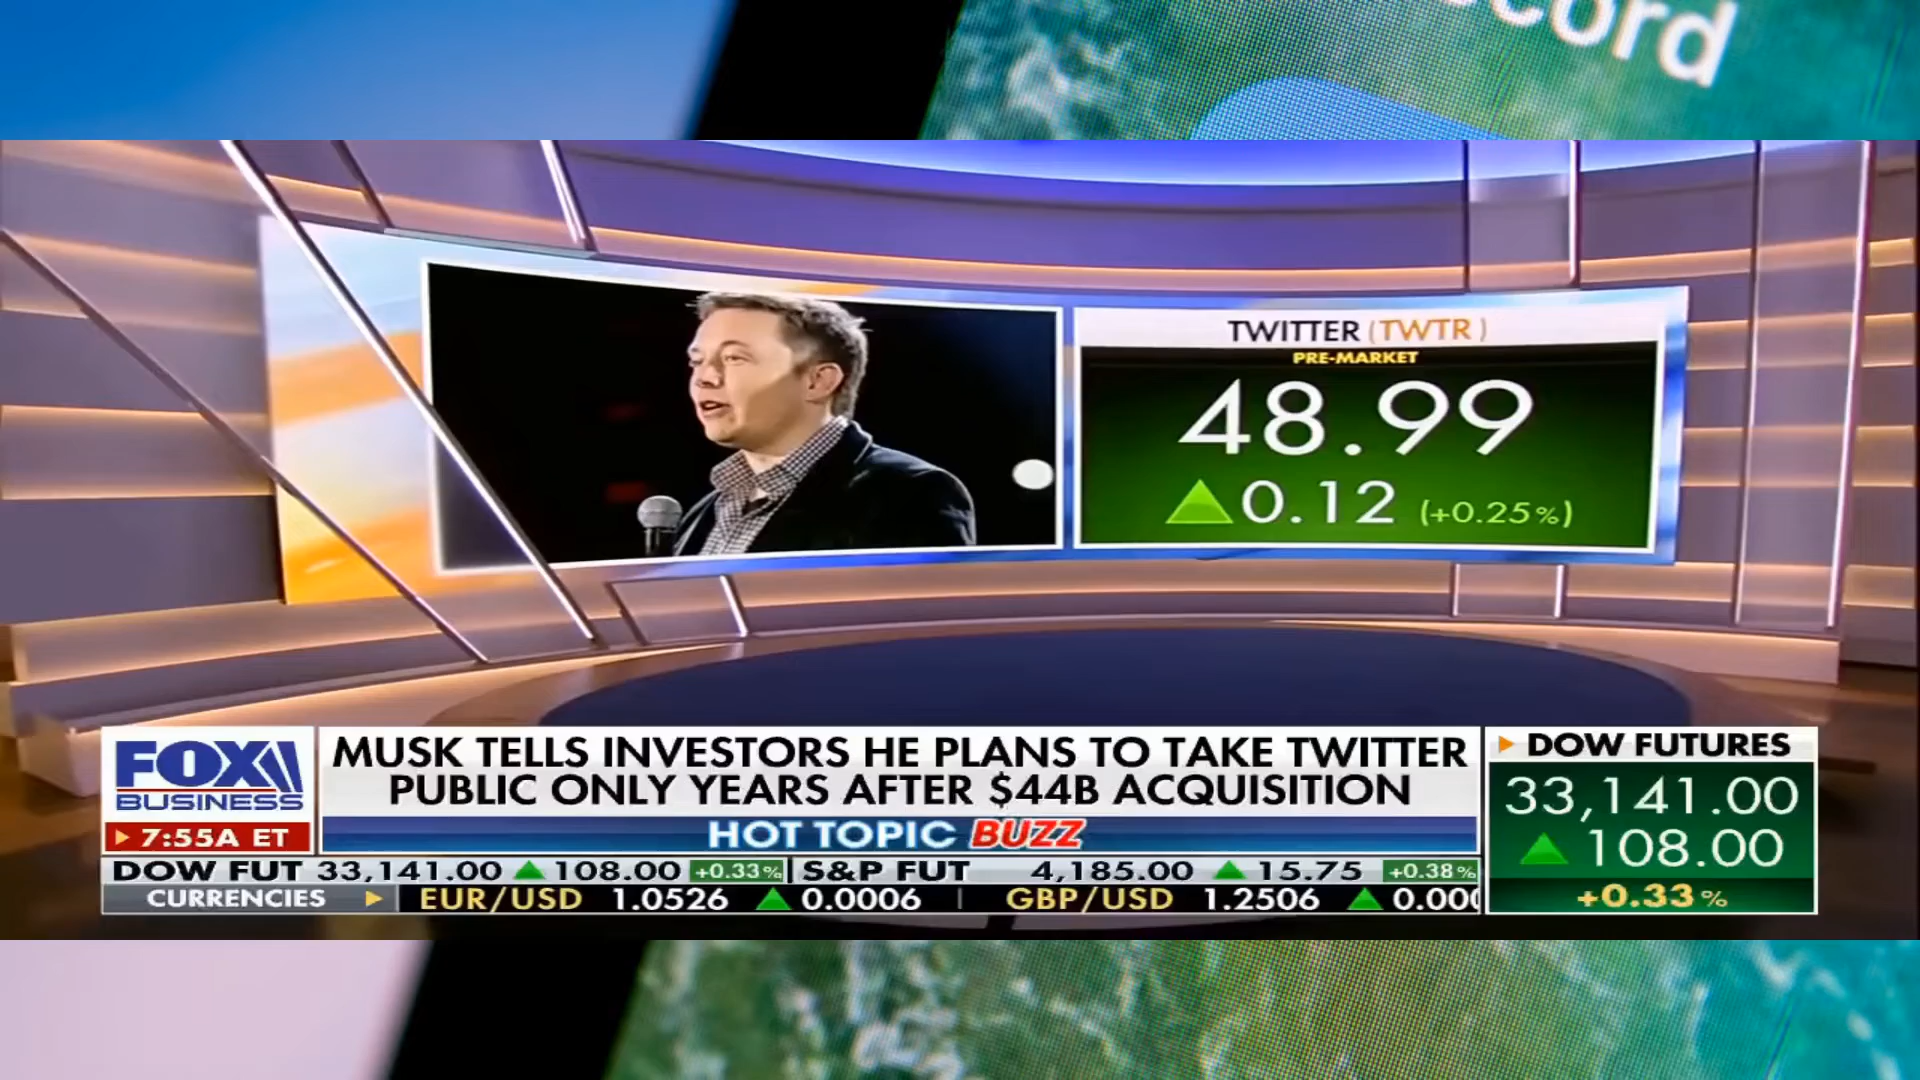 cord
TWITTER (TWTR)
PRE-MARKET
48.99
▲0.12 (+0.25%)
FOX
BUSINESS
7:55A ET
MUSK TELLS INVESTORS HE PLANS TO TAKE TWITTER
PUBLIC ONLY YEARS AFTER $44B ACQUISITION
HOT TOPIC BUZZ
DOW FUTURES
33,141.00
▲ 108.00
+0.33%
DOW FUT 33,141.00 ▲ 108.00 +0.33% | S&P FUT 4,185.00 ▲ 15.75 +0.38%
CURRENCIES EUR/USD 1.0526 ▲ 0.0006 | GBP/USD 1.2506 ▲ 0.000